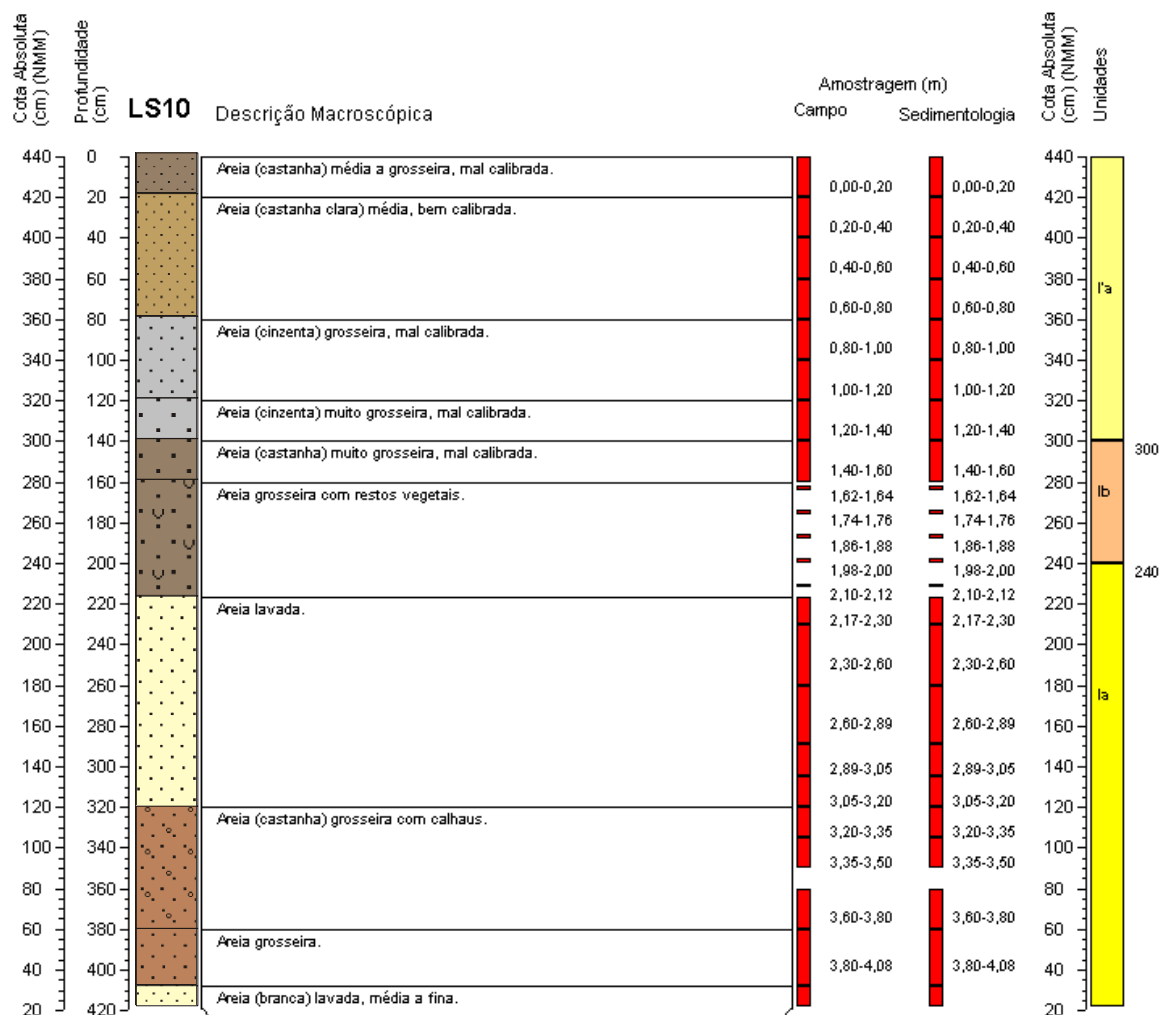 Cota Absoluta
(cm) (NMM)
Profundidade
(cm)
LS10
Descrição Macroscópica
Amostragem (m)
Campo
Sedimentologia
Cota Absoluta
(cm) (NMM)
Unidades
440 0 Areia (castanha) média a grosseira, mal calibrada. 440
0,00-0,20 0,00-0,20
420 20 Areia (castanha clara) média, bem calibrada. 420
0,20-0,40 0,20-0,40
400 40 400
0,40-0,60 0,40-0,60
380 60 380
I'a
0,60-0,80 0,60-0,80
360 80 Areia (cinzenta) grosseira, mal calibrada. 360
0,80-1,00 0,80-1,00
340 100 340
1,00-1,20 1,00-1,20
320 120 Areia (cinzenta) muito grosseira, mal calibrada. 320
1,20-1,40 1,20-1,40
300 140 Areia (castanha) muito grosseira, mal calibrada. 300 300
1,40-1,60 1,40-1,60
280 160 Areia grosseira com restos vegetais. 280
1,62-1,64 1,62-1,64 Ib
260 180 1,74-1,76 1,74-1,76 260
1,86-1,88 1,86-1,88
240 200 1,98-2,00 1,98-2,00 240 240
2,10-2,12 2,10-2,12
220 220 Areia lavada. 220
2,17-2,30 2,17-2,30
200 240 200
2,30-2,60 2,30-2,60
180 260 180
Ia
160 280 2,60-2,89 2,60-2,89 160
140 300 2,89-3,05 2,89-3,05 140
120 320 3,05-3,20 3,05-3,20 120
Areia (castanha) grosseira com calhaus.
3,20-3,35 3,20-3,35
100 340 100
3,35-3,50 3,35-3,50
80 360 80
3,60-3,80 3,60-3,80
60 380 60
Areia grosseira.
40 400 3,80-4,08 3,80-4,08 40
Areia (branca) lavada, média a fina.
20 420 20